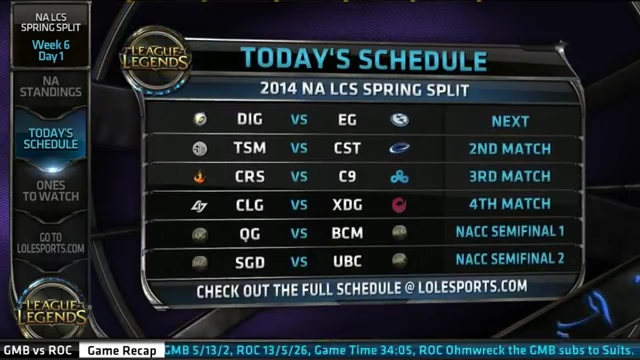 NA LCS
SPRING SPLIT
Week 6
Day 1
NA
STANDINGS
TODAY'S
SCHEDULE
ONES
TO WATCH
GO TO
LOLESPORTS.COM
LEAGUE
OF
LEGENDS
LEAGUE
OF
LEGENDS
TODAY'S SCHEDULE
2014 NA LCS SPRING SPLIT
DIG VS EG NEXT
TSM VS CST 2ND MATCH
CRS VS C9 3RD MATCH
CLG VS XDG 4TH MATCH
QG VS BCM NACC SEMIFINAL 1
SGD VS UBC NACC SEMIFINAL 2
CHECK OUT THE FULL SCHEDULE @ LOLESPORTS.COM
GMB vs ROC Game Recap GMB 5/13/2, ROC 13/5/26, Game Time 34:05, ROC Ohmwreck the GMB subs to Suits.